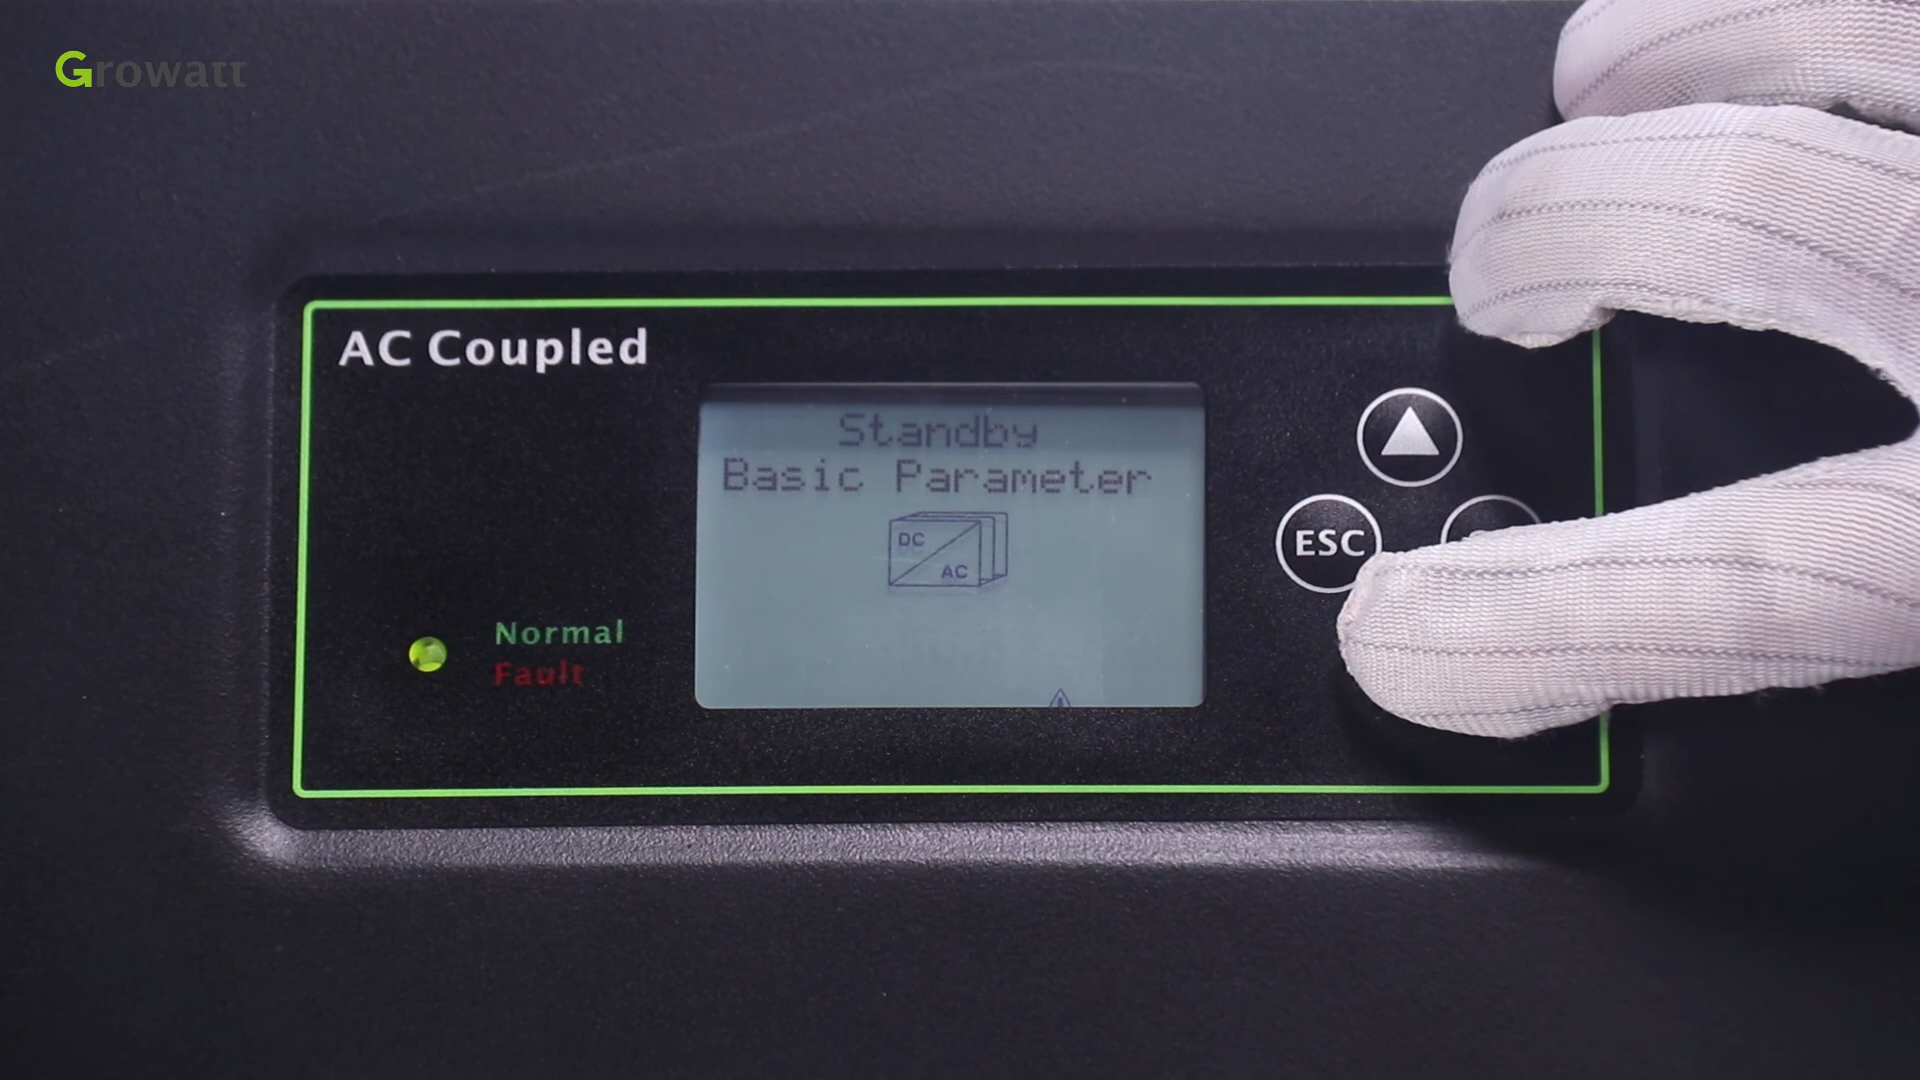 Growatt
AC Coupled
Standby
Basic Parameter
DC
AC
ESC
Normal
Fault